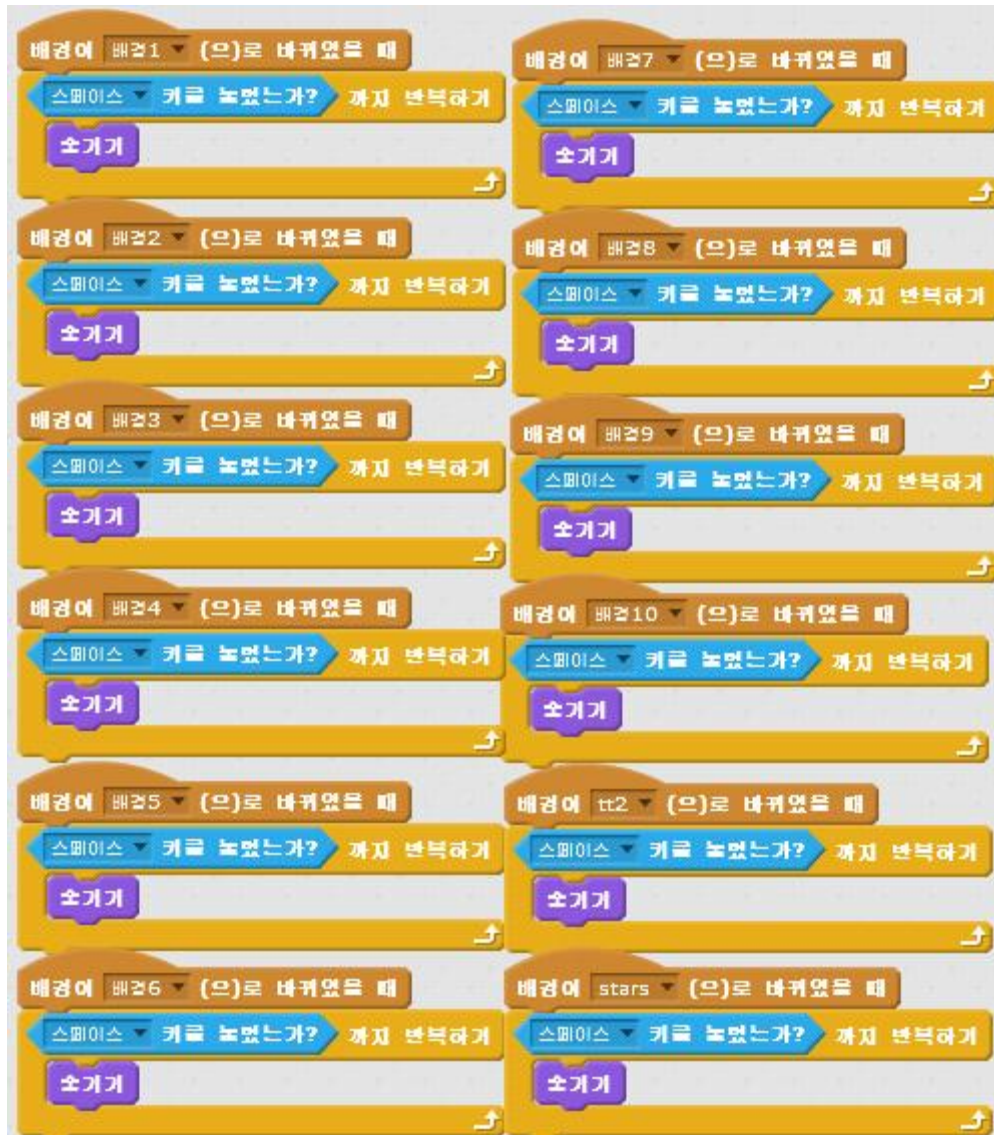 배경이 배경1 (으)로 바뀌었을 때
스페이스 키를 눌렀는가? 까지 반복하기
숨기기
배경이 배경2 (으)로 바뀌었을 때
스페이스 키를 눌렀는가? 까지 반복하기
숨기기
배경이 배경3 (으)로 바뀌었을 때
스페이스 키를 눌렀는가? 까지 반복하기
숨기기
배경이 배경4 (으)로 바뀌었을 때
스페이스 키를 눌렀는가? 까지 반복하기
숨기기
배경이 배경5 (으)로 바뀌었을 때
스페이스 키를 눌렀는가? 까지 반복하기
숨기기
배경이 배경6 (으)로 바뀌었을 때
스페이스 키를 눌렀는가? 까지 반복하기
숨기기
배경이 배경7 (으)로 바뀌었을 때
스페이스 키를 눌렀는가? 까지 반복하기
숨기기
배경이 배경8 (으)로 바뀌었을 때
스페이스 키를 눌렀는가? 까지 반복하기
숨기기
배경이 배경9 (으)로 바뀌었을 때
스페이스 키를 눌렀는가? 까지 반복하기
숨기기
배경이 배경10 (으)로 바뀌었을 때
스페이스 키를 눌렀는가? 까지 반복하기
숨기기
배경이 tt2 (으)로 바뀌었을 때
스페이스 키를 눌렀는가? 까지 반복하기
숨기기
배경이 stars (으)로 바뀌었을 때
스페이스 키를 눌렀는가? 까지 반복하기
숨기기